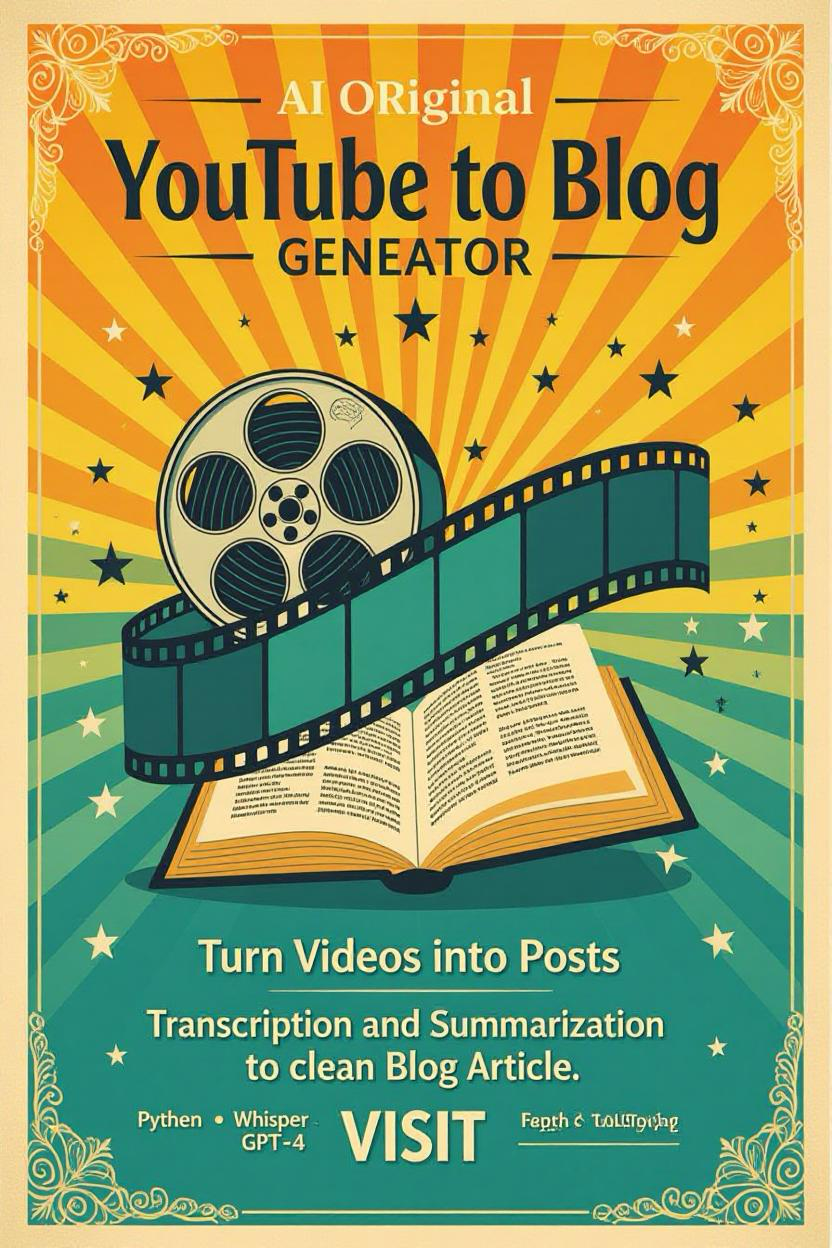 AI ORiginal
YouTube to Blog
GENEATOR
Turn Videos into Posts
Transcription and Summarization
to clean Blog Article.
Pythen • Whisper
GPT-4
VISIT